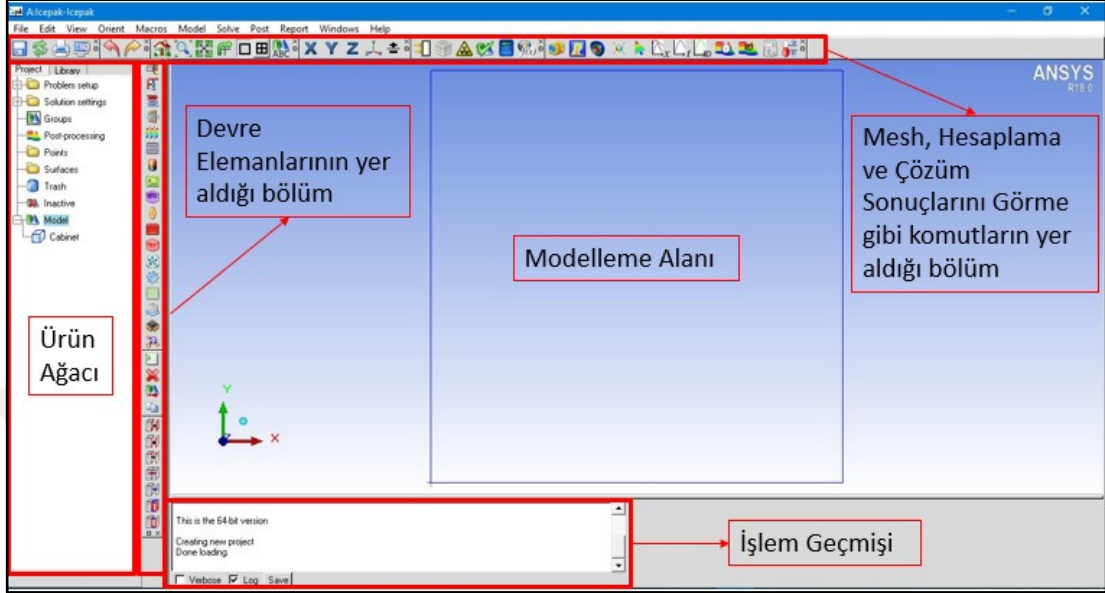 A:Icepak-Icepak
File Edit View Orient Macros Model Solve Post Report Windows Help
X Y Z
Project Library
Problem setup
Solution settings
Groups
Post-processing
Points
Surfaces
Trash
Inactive
Model
Cabinet
Ürün
Ağacı
Devre
Elemanlarının yer
aldığı bölüm
Modelleme Alanı
ANSYS
R18.0
Mesh, Hesaplama
ve Çözüm
Sonuçlarını Görme
gibi komutların yer
aldığı bölüm
Y
Z
X
This is the 64-bit version
Creating new project
Done loading.
Verbose Log Save
İşlem Geçmişi